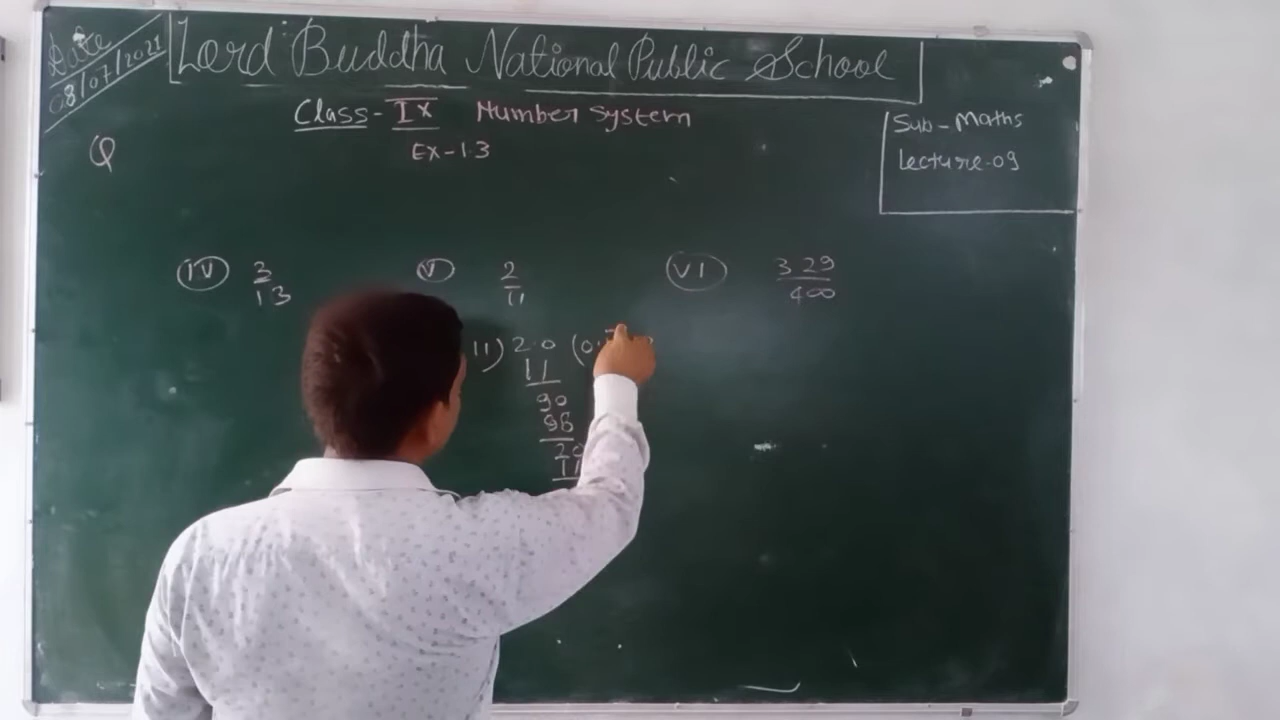 Date
08/07/2021
Lord Buddha National Public School
Class - IX Number System
EX-1.3
Sub - Maths
Lecture-09
Q
IV 3/13
V 2/11
VI 329/400
11) 20 (0.
11
90
98
20
11